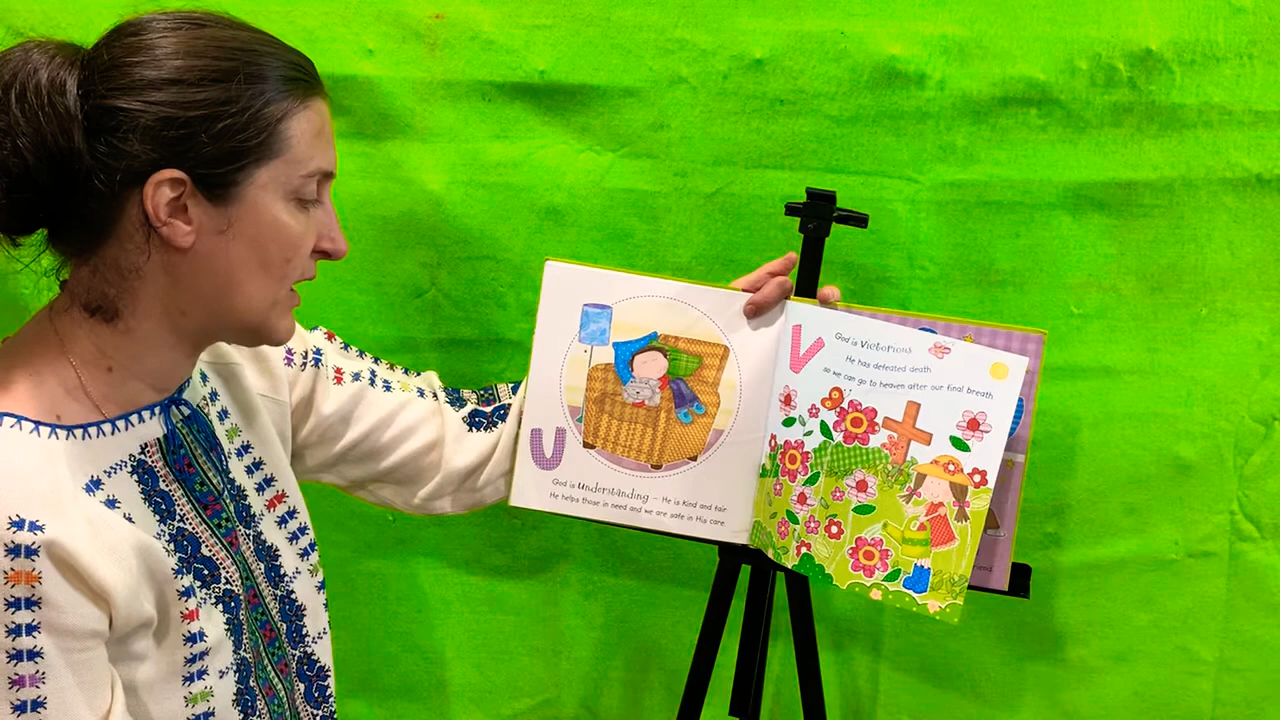 U
God is Understanding – He is kind and fair
He helps those in need and we are safe in His care.
V
God is Victorious
He has defeated death
so we can go to heaven after our final breath
friend